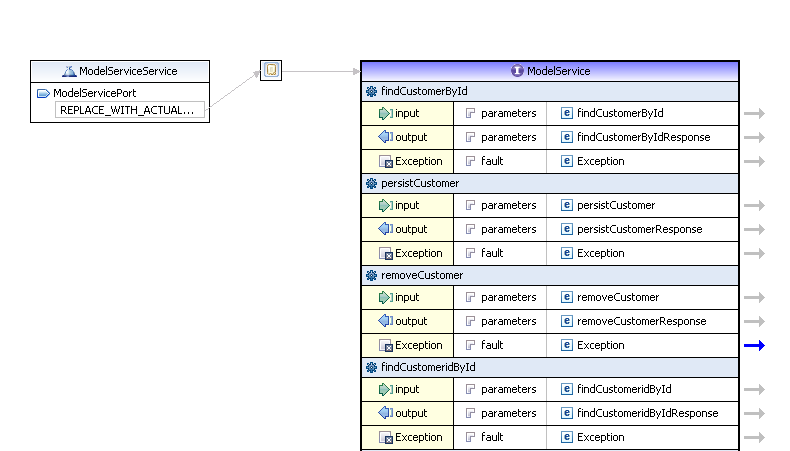 ModelServiceService
ModelServicePort
REPLACE_WITH_ACTUAL...
ModelService
findCustomerById
input parameters findCustomerById
output parameters findCustomerByIdResponse
Exception fault Exception
persistCustomer
input parameters persistCustomer
output parameters persistCustomerResponse
Exception fault Exception
removeCustomer
input parameters removeCustomer
output parameters removeCustomerResponse
Exception fault Exception
findCustomeridById
input parameters findCustomeridById
output parameters findCustomeridByIdResponse
Exception fault Exception